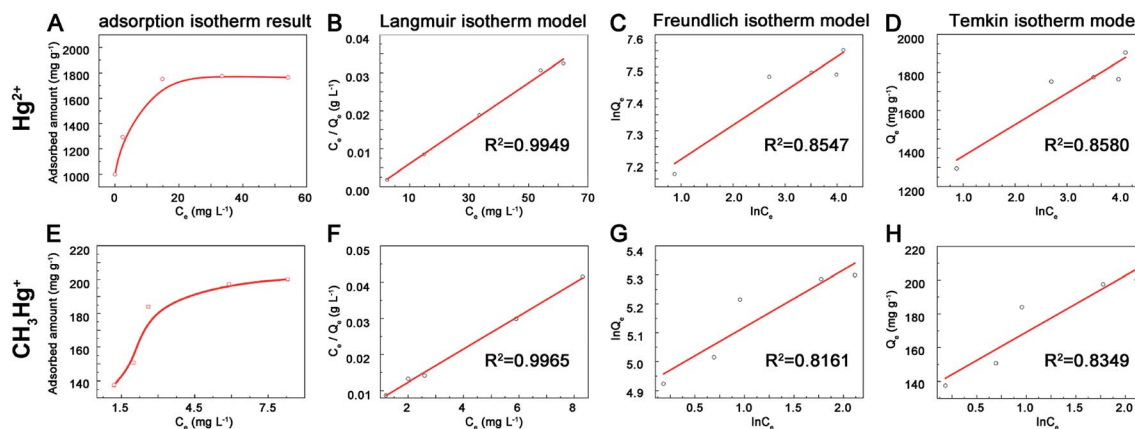 A adsorption isotherm result
B Langmuir isotherm model
C Freundlich isotherm model
D Temkin isotherm model
Hg²⁺
Adsorbed amount (mg g⁻¹)
2000
1800
1600
1400
1200
1000
0 20 40 60
Cₑ (mg L⁻¹)
Cₑ / Qₑ (g L⁻¹)
0.04
0.03
0.02
0.01
0.00
10 30 50 70
Cₑ (mg L⁻¹)
R²=0.9949
lnQₑ
7.6
7.5
7.4
7.2
7.2
1.0 2.0 3.0 4.0
lnCₑ
R²=0.8547
Qₑ (mg g⁻¹)
2000
1800
1600
1400
1200
1.0 2.0 3.0 4.0
lnCₑ
R²=0.8580
CH₃Hg⁺
E
Adsorbed amount (mg g⁻¹)
220
200
180
160
140
1.5 4.5 7.5
Cₑ (mg L⁻¹)
F
Cₑ / Qₑ (g L⁻¹)
0.05
0.04
0.03
0.02
0.01
2 4 6 8
Cₑ (mg L⁻¹)
R²=0.9965
G
lnQₑ
5.4
5.3
5.2
5.1
5.0
4.9
0.0 0.5 1.0 1.5 2.0
lnCₑ
R²=0.8161
H
Qₑ (mg g⁻¹)
220
200
180
160
140
0.5 1.0 1.5 2.0
lnCₑ
R²=0.8349